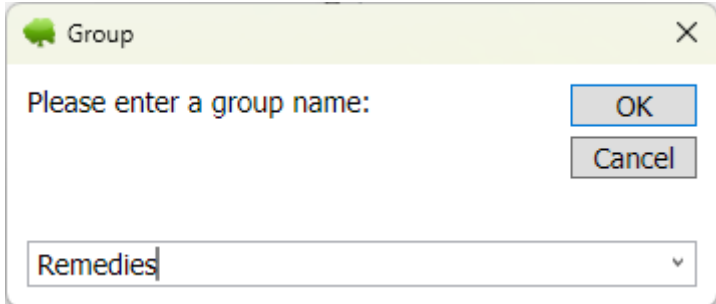 Group
Please enter a group name:
OK
Cancel
Remedies